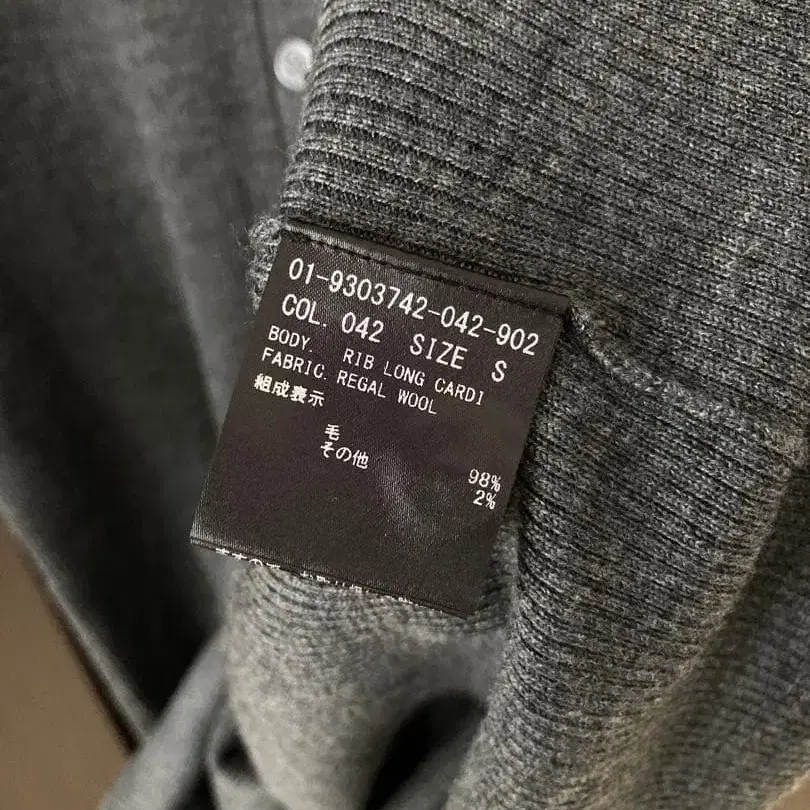 01-9303742-042-902
COL. 042 SIZE S
BODY. RIB LONG CARDI
FABRIC. REGAL WOOL
組成表示
毛 98%
その他 2%